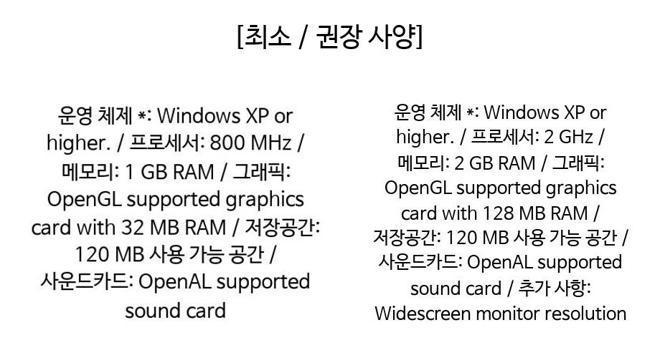 [최소 / 권장 사양]
운영 체제 *: Windows XP or
higher. / 프로세서: 800 MHz /
메모리: 1 GB RAM / 그래픽:
OpenGL supported graphics
card with 32 MB RAM / 저장공간:
120 MB 사용 가능 공간 /
사운드카드: OpenAL supported
sound card
운영 체제 *: Windows XP or
higher. / 프로세서: 2 GHz /
메모리: 2 GB RAM / 그래픽:
OpenGL supported graphics
card with 128 MB RAM /
저장공간: 120 MB 사용 가능 공간 /
사운드카드: OpenAL supported
sound card / 추가 사항:
Widescreen monitor resolution